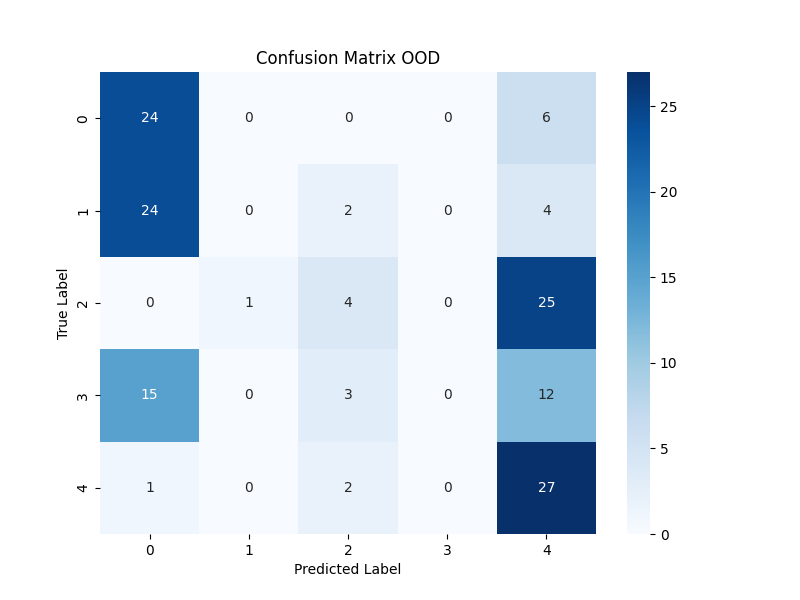 Confusion Matrix OOD
0 24 0 0 0 6
1 24 0 2 0 4
2 0 1 4 0 25
3 15 0 3 0 12
4 1 0 2 0 27
0 1 2 3 4
Predicted Label
True Label
25
20
15
10
5
0